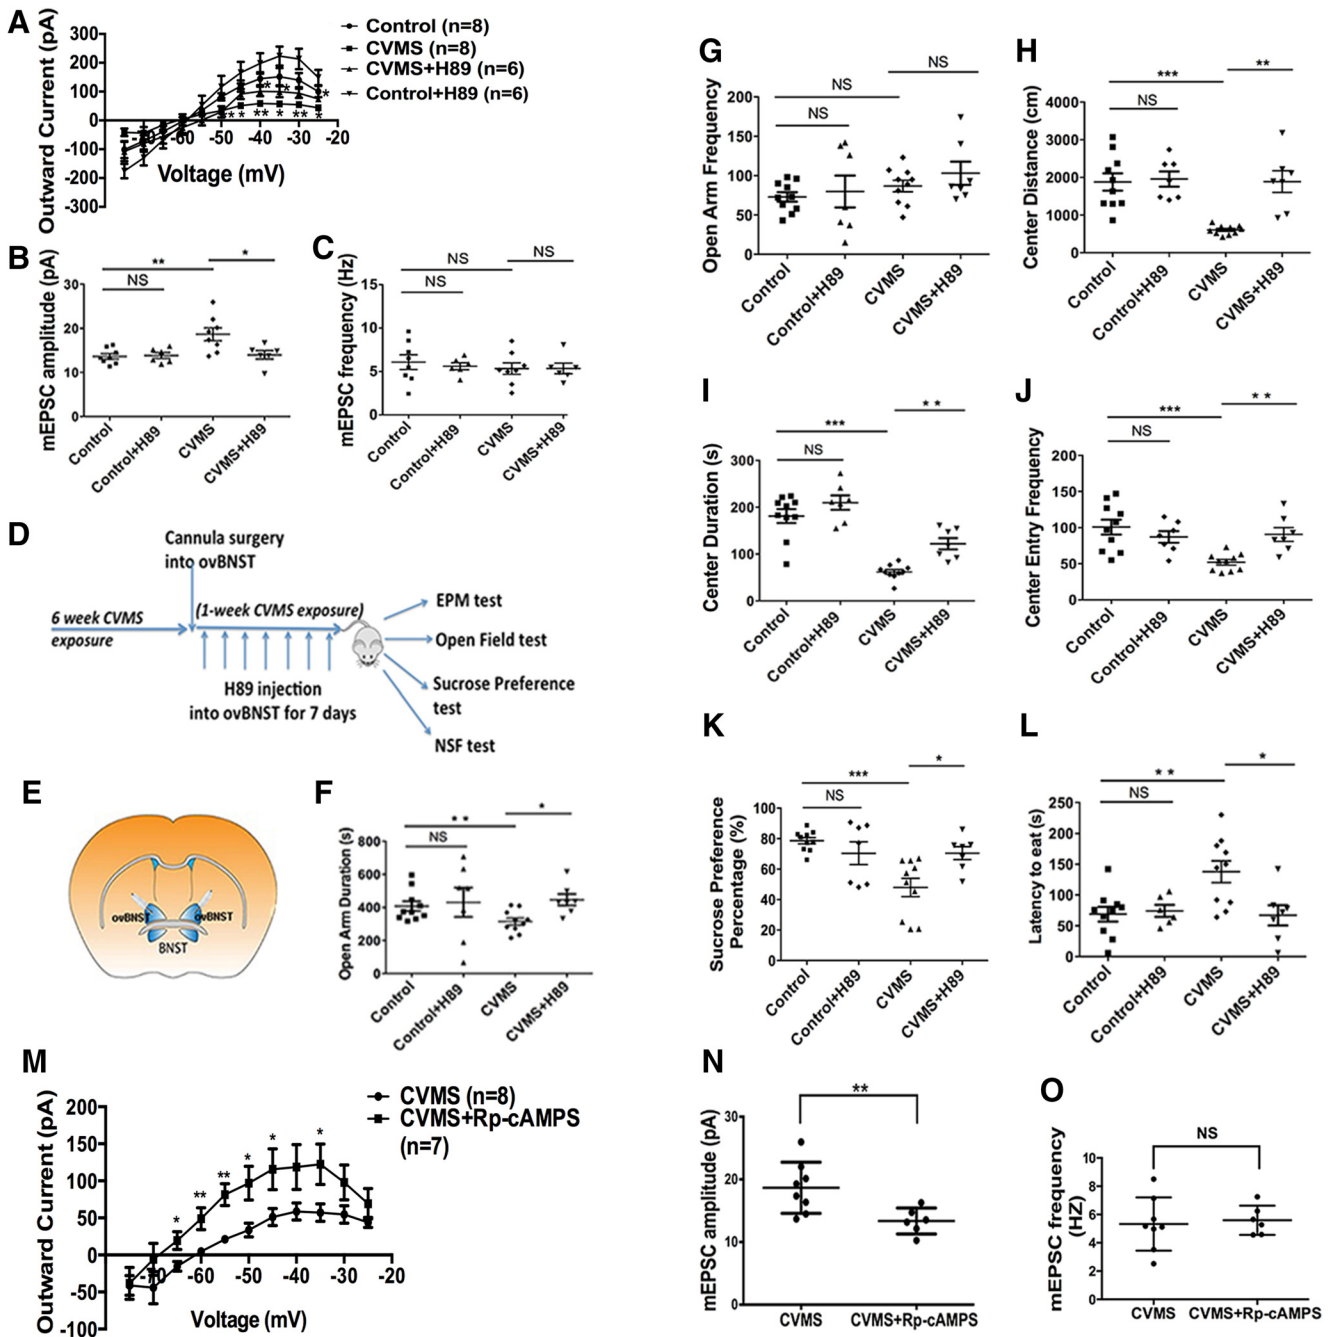 A
Outward Current (pA)
300
200
100
0
-100
-200
-300
-70
-60
-50
-40
-30
-20
Voltage (mV)
Control (n=8)
CVMS (n=8)
CVMS+H89 (n=6)
Control+H89 (n=6)
* * ** * ** *
* *
*
B
mEPSC amplitude (pA)
30
20
10
0
NS
**
*
Control
Control+H89
CVMS
CVMS+H89
C
mEPSC frequency (Hz)
15
10
5
0
NS
NS
NS
Control
Control+H89
CVMS
CVMS+H89
D
Cannula surgery
into ovBNST
6 week CVMS
exposure
(1-week CVMS exposure)
H89 injection
into ovBNST for 7 days
EPM test
Open Field test
Sucrose Preference
test
NSF test
E
ovBNST
ovBNST
BNST
F
Open Arm Duration (s)
800
600
400
200
0
NS
* *
*
Control
Control+H89
CVMS
CVMS+H89
G
Open Arm Frequency
200
150
100
50
0
NS
NS
NS
Control
Control+H89
CVMS
CVMS+H89
H
Center Distance (cm)
4000
3000
2000
1000
0
NS
***
**
Control
Control+H89
CVMS
CVMS+H89
I
Center Duration (s)
300
200
100
0
NS
***
* *
Control
Control+H89
CVMS
CVMS+H89
J
Center Entry Frequency
200
150
100
50
0
NS
***
* *
Control
Control+H89
CVMS
CVMS+H89
K
Sucrose Preference
Percentage (%)
100
80
60
40
20
0
NS
***
*
Control
Control+H89
CVMS
CVMS+H89
L
Latency to eat (s)
250
200
150
100
50
0
NS
* *
*
Control
Control+H89
CVMS
CVMS+H89
M
Outward Current (pA)
200
150
100
50
0
-50
-100
-70
-60
-50
-40
-30
-20
Voltage (mV)
CVMS (n=8)
CVMS+Rp-cAMPS
(n=7)
* ** ** * * *
N
mEPSC amplitude (pA)
30
20
10
0
**
CVMS
CVMS+Rp-cAMPS
O
mEPSC frequency
(HZ)
10
8
6
4
2
0
NS
CVMS
CVMS+Rp-cAMPS